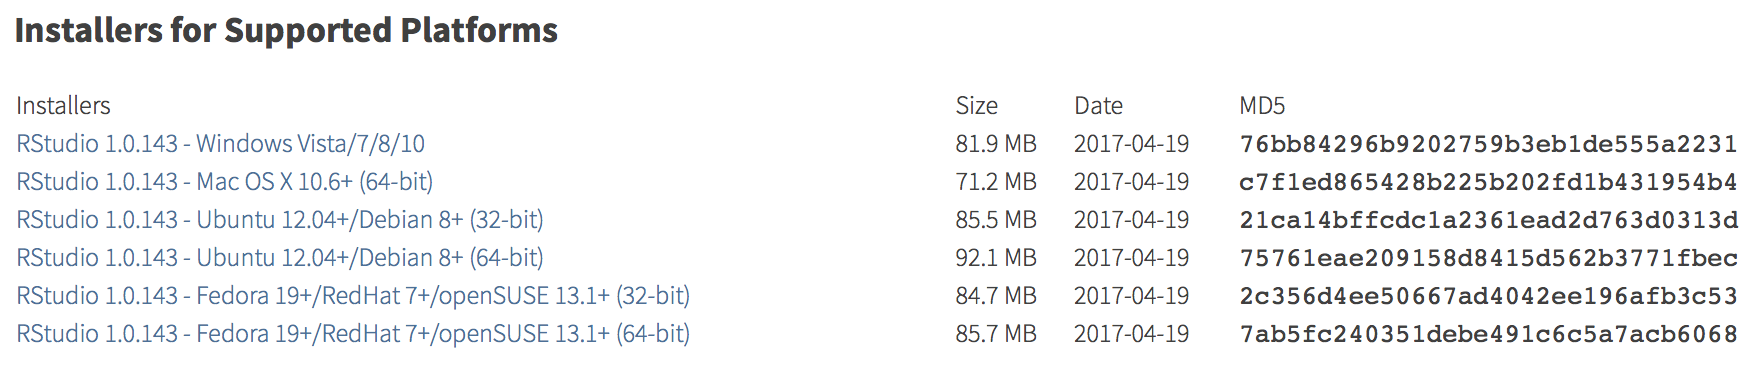 Installers for Supported Platforms
Installers Size Date MD5
RStudio 1.0.143 - Windows Vista/7/8/10 81.9 MB 2017-04-19 76bb84296b9202759b3eb1de555a2231
RStudio 1.0.143 - Mac OS X 10.6+ (64-bit) 71.2 MB 2017-04-19 c7f1ed865428b225b202fd1b431954b4
RStudio 1.0.143 - Ubuntu 12.04+/Debian 8+ (32-bit) 85.5 MB 2017-04-19 21ca14bffcdc1a2361ead2d763d0313d
RStudio 1.0.143 - Ubuntu 12.04+/Debian 8+ (64-bit) 92.1 MB 2017-04-19 75761eae209158d8415d562b3771fbec
RStudio 1.0.143 - Fedora 19+/RedHat 7+/openSUSE 13.1+ (32-bit) 84.7 MB 2017-04-19 2c356d4ee50667ad4042ee196afb3c53
RStudio 1.0.143 - Fedora 19+/RedHat 7+/openSUSE 13.1+ (64-bit) 85.7 MB 2017-04-19 7ab5fc240351debe491c6c5a7acb6068